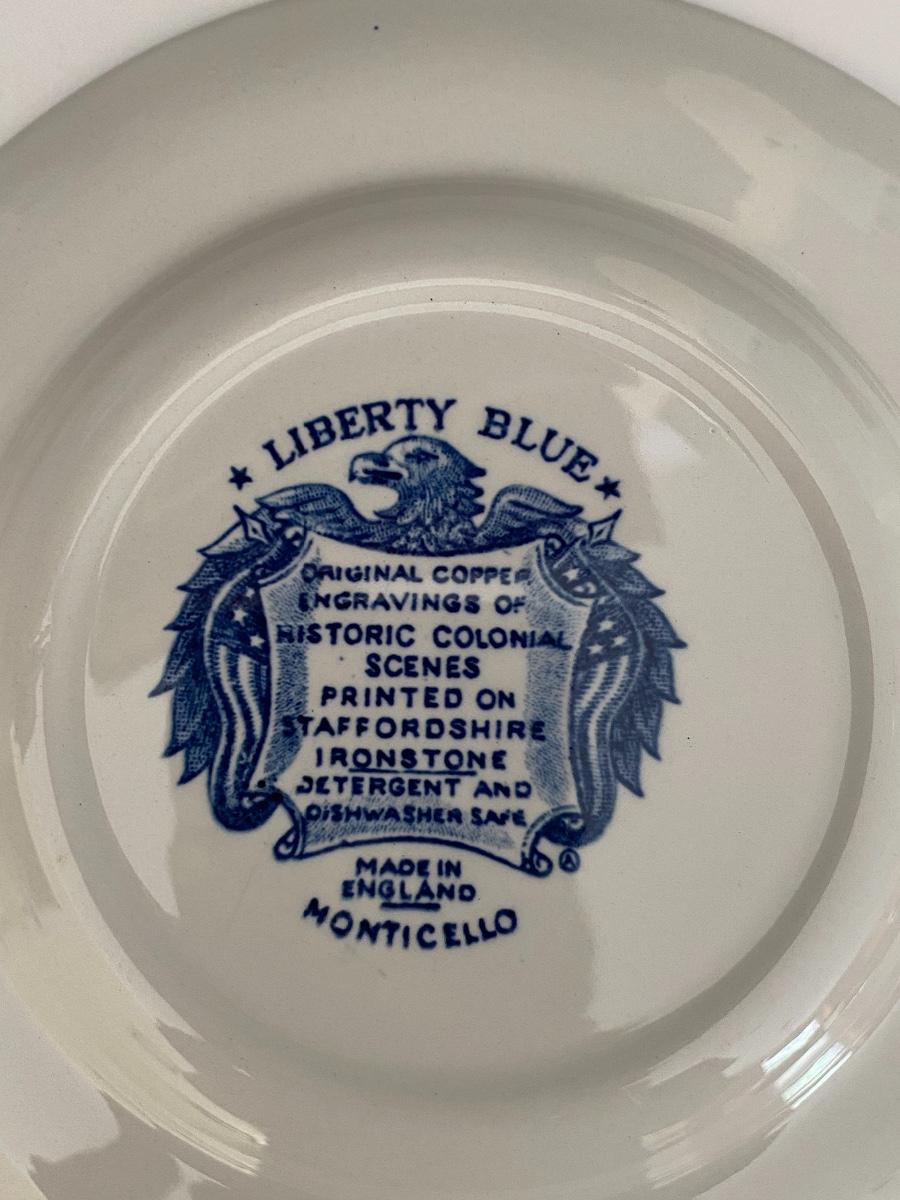 ★ LIBERTY BLUE ★
ORIGINAL COPPER
ENGRAVINGS OF
HISTORIC COLONIAL
SCENES
PRINTED ON
STAFFORDSHIRE
IRONSTONE
DETERGENT AND
DISHWASHER SAFE
A
MADE IN
ENGLAND
MONTICELLO